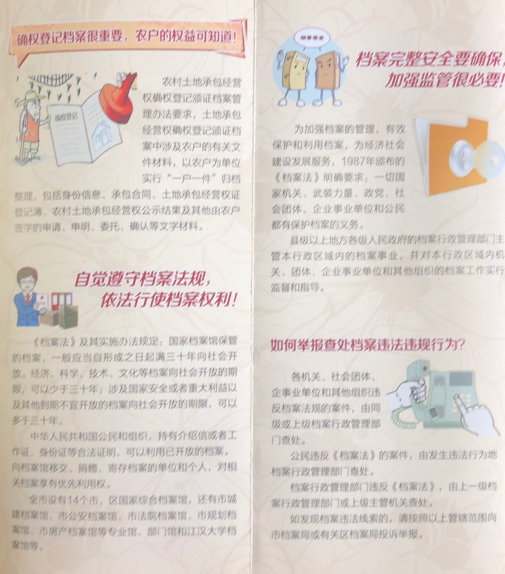 确权登记档案很重要，农户的权益可知道！
农村土地承包经营
权确权登记颁证档案管
理办法要求，土地承包
经营权确权登记颁证档
案中涉及农户的有关文
件材料，以农户为单位
实行“一户一件”归档
整理，包括身份信息、承包合同、土地承包经营权证
登记簿、农村土地承包经营权公示结果及其他由农户
签字的申请、申明、委托、确认等文字材料。
确权登记
自觉遵守档案法规，
依法行使档案权利！
《档案法》及其实施办法规定：国家档案馆保管
的档案，一般应当自形成之日起满三十年向社会开
放。经济、科学、技术、文化等档案向社会开放的期
限，可以少于三十年；涉及国家安全或者重大利益以
及其他到期不宜开放的档案向社会开放的期限，可以
多于三十年。
中华人民共和国公民和组织，持有介绍信或者工
作证、身份证等合法证明，可以利用已开放的档案。
向档案馆移交、捐赠、寄存档案的单位和个人，对相
关档案享有优先利用权。
全市设有14个市、区国家综合档案馆，还有市城
建档案馆、市公安档案馆、市法院档案馆、市规划档
案馆、市房产档案馆等专业馆、部门馆和江汉大学档
案馆等。
档案完整安全要确保，
加强监管很必要！
为加强档案的管理，有效
保护和利用档案，为经济社会
建设发展服务，1987年颁布的
《档案法》明确要求：一切国
家机关、武装力量、政党、社
会团体、企业事业单位和公民
都有保护档案的义务。
县级以上地方各级人民政府的档案行政管理部门主
管本行政区域内的档案事业，并对本行政区域内机
关、团体、企业事业单位和其他组织的档案工作实行
监督和指导。
如何举报查处档案违法违规行为？
各机关、社会团体、
企事业单位和其他组织违
反档案法规的案件，由同
级或上级档案行政管理部
门查处。
公民违反《档案法》的案件，由发生违法行为地
档案行政管理部门查处。
档案行政管理部门违反《档案法》，由上一级档
案行政管理部门或上级主管机关查处。
如发现档案违法线索的，请按照以上管辖范围向
市档案局或有关区档案局投诉举报。